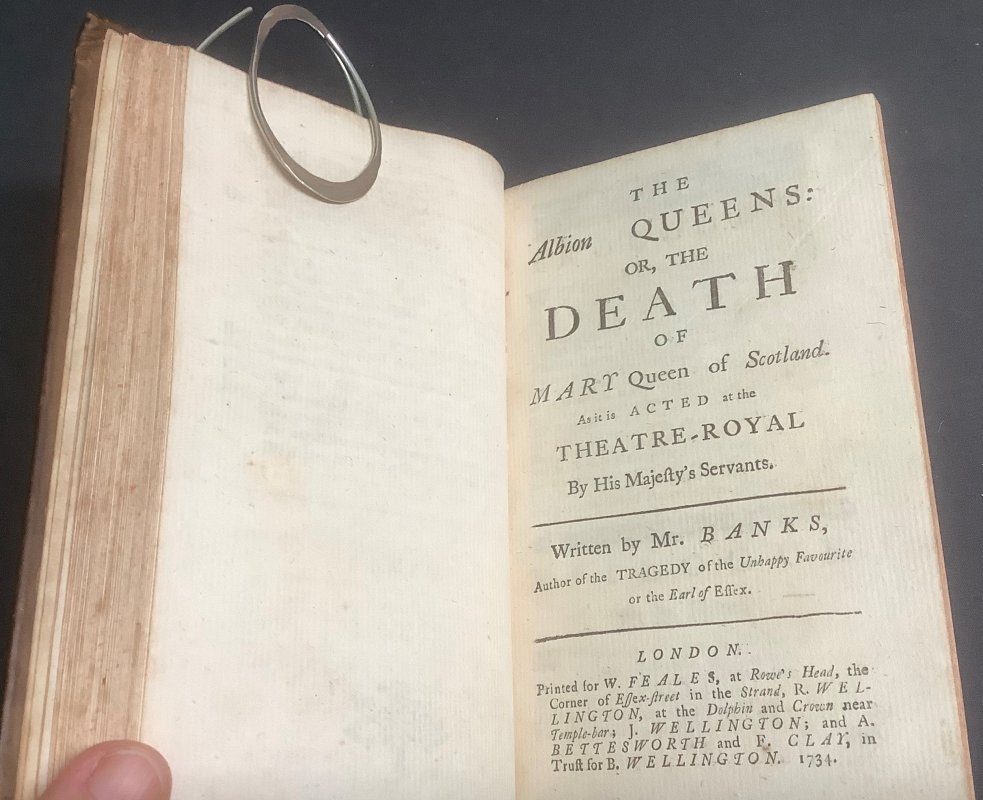 THE
Albion QUEENS:
OR, THE
DEATH
OF
MARY Queen of Scotland.
As it is ACTED at the
THEATRE-ROYAL
By His Majeſty's Servants.
Written by Mr. BANKS,
Author of the TRAGEDY of the Unhappy Favourite
or the Earl of Eſſex.
LONDON.
Printed for W. FEALES, at Rowe's Head, the
Corner of Eſſex-ſtreet in the Strand, R. WEL-
LINGTON, at the Dolphin and Crown near
Temple-bar; J. WELLINGTON; and A.
BETTESWORTH and F. CLAY, in
Truſt for B. WELLINGTON. 1734.